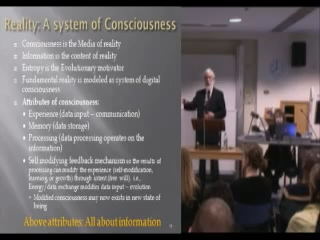 Reality: A system of Consciousness
Consciousness is the Media of reality
Information is the content of reality
Entropy is the Evolutionary motivator
Fundamental reality is modeled as system of digital
consciousness
Attributes of consciousness:
Experience (data input – communication)
Memory (data storage)
Processing (data processing operates on the
information)
Self modifying feedback mechanism so the results of
processing can modify the experience (self-modification,
learning, or growth) through intent (free will) i.e.,
Energy/data exchange modifies data input – evolution
Modified consciousness may now exists in new state of
being
Above attributes: All about information